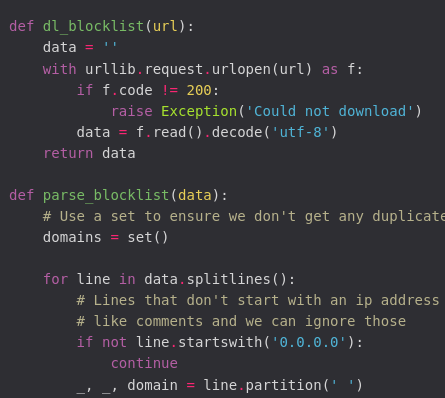 def dl_blocklist(url):
    data = ''
    with urllib.request.urlopen(url) as f:
        if f.code != 200:
            raise Exception('Could not download')
        data = f.read().decode('utf-8')
    return data

def parse_blocklist(data):
    # Use a set to ensure we don't get any duplicate
    domains = set()

    for line in data.splitlines():
        # Lines that don't start with an ip address
        # like comments and we can ignore those
        if not line.startswith('0.0.0.0'):
            continue
        _, _, domain = line.partition(' ')